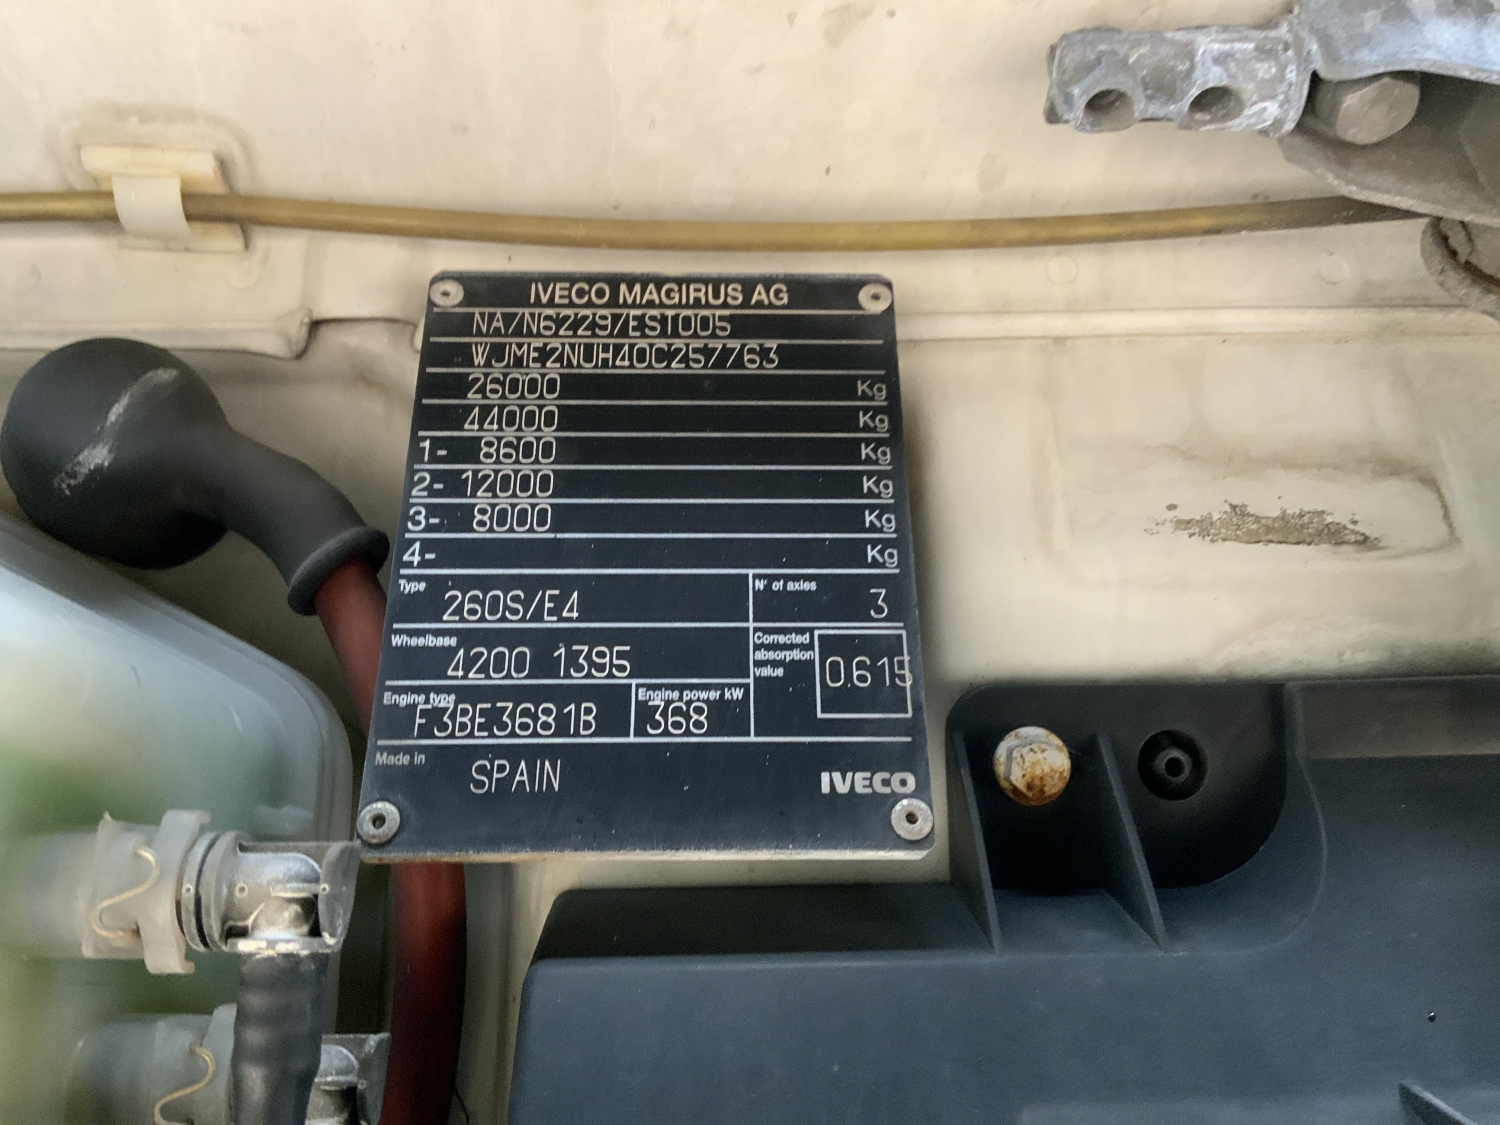 IVECO MAGIRUS AG
NA/N6229/EST005
WJME2NUH40C257763
26000 Kg
44000 Kg
1- 8600 Kg
2- 12000 Kg
3- 8000 Kg
4- Kg
Type 260S/E4 N° of axles 3
Wheelbase 4200 1395
Corrected absorption value 0.615
Engine type F3BE3681B Engine power kW 368
Made in SPAIN
IVECO